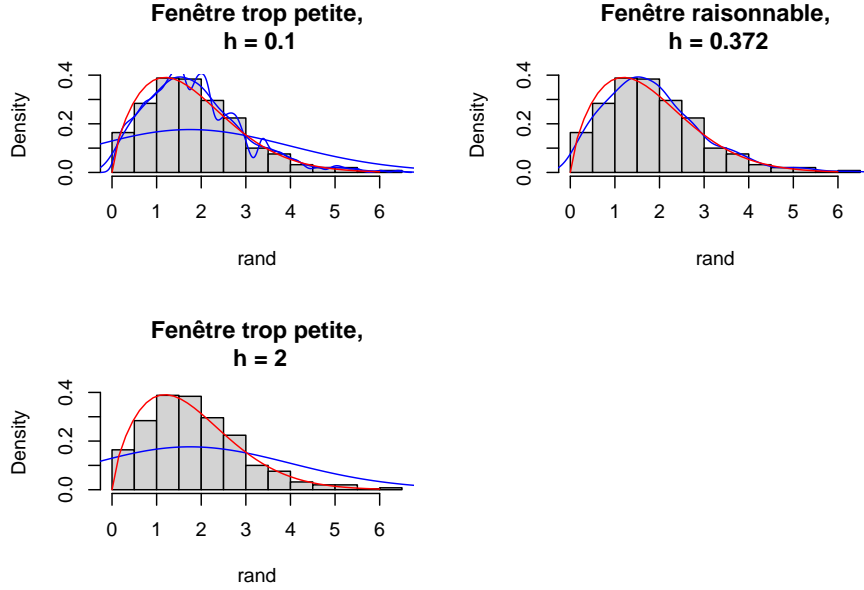 Fenêtre trop petite,
h = 0.1
Density
0.0 0.2 0.4
0 1 2 3 4 5 6
rand
Fenêtre raisonnable,
h = 0.372
Density
0.0 0.2 0.4
0 1 2 3 4 5 6
rand
Fenêtre trop petite,
h = 2
Density
0.0 0.2 0.4
0 1 2 3 4 5 6
rand